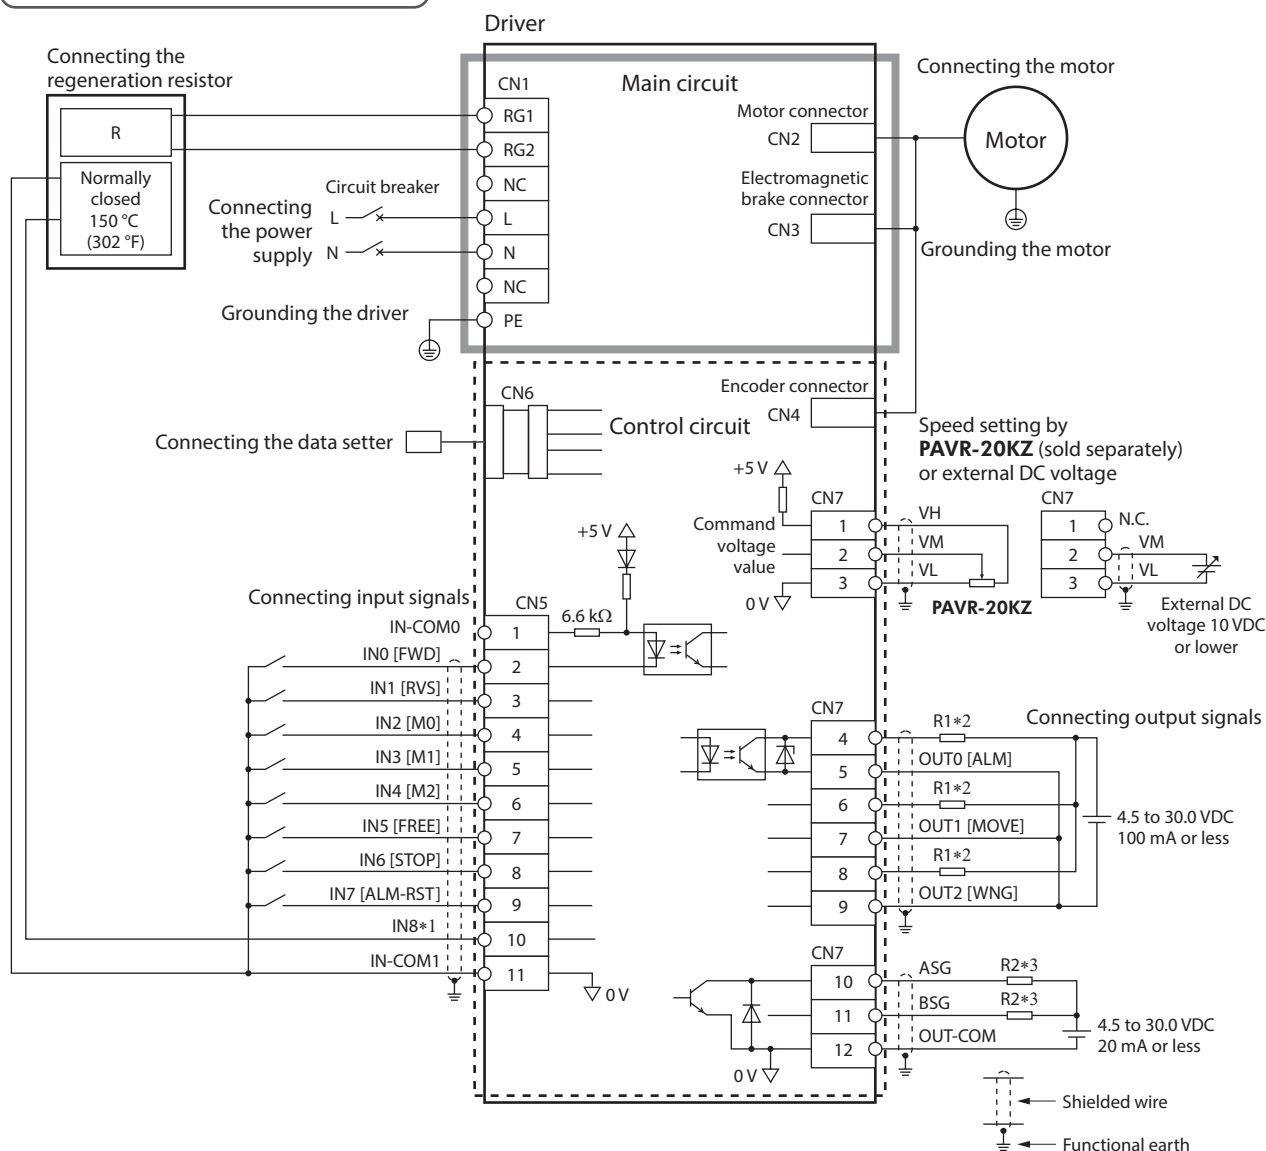 Driver
Connecting the
regeneration resistor
R
Normally
closed
150 °C
(302 °F)
Circuit breaker
Connecting
the power
supply
L
N
Grounding the driver
CN1
RG1
RG2
NC
L
N
NC
PE
Main circuit
Motor connector
CN2
Electromagnetic
brake connector
CN3
Connecting the motor
Motor
Grounding the motor
Connecting the data setter
CN6
Control circuit
Encoder connector
CN4
Speed setting by
PAVR-20KZ (sold separately)
or external DC voltage
+5 V
Command
voltage
value
0 V
CN7
1
2
3
VH
VM
VL
PAVR-20KZ
CN7
1
2
3
N.C.
VM
VL
External DC
voltage 10 VDC
or lower
Connecting input signals
CN5
+5 V
6.6 kΩ
IN-COM0
1
IN0 [FWD]
2
IN1 [RVS]
3
IN2 [M0]
4
IN3 [M1]
5
IN4 [M2]
6
IN5 [FREE]
7
IN6 [STOP]
8
IN7 [ALM-RST]
9
IN8*1
10
IN-COM1
11
0 V
CN7
Connecting output signals
4
R1*2
5
OUT0 [ALM]
6
R1*2
7
OUT1 [MOVE]
8
R1*2
9
OUT2 [WNG]
4.5 to 30.0 VDC
100 mA or less
CN7
10
ASG
R2*3
11
BSG
R2*3
12
OUT-COM
0 V
4.5 to 30.0 VDC
20 mA or less
Shielded wire
Functional earth